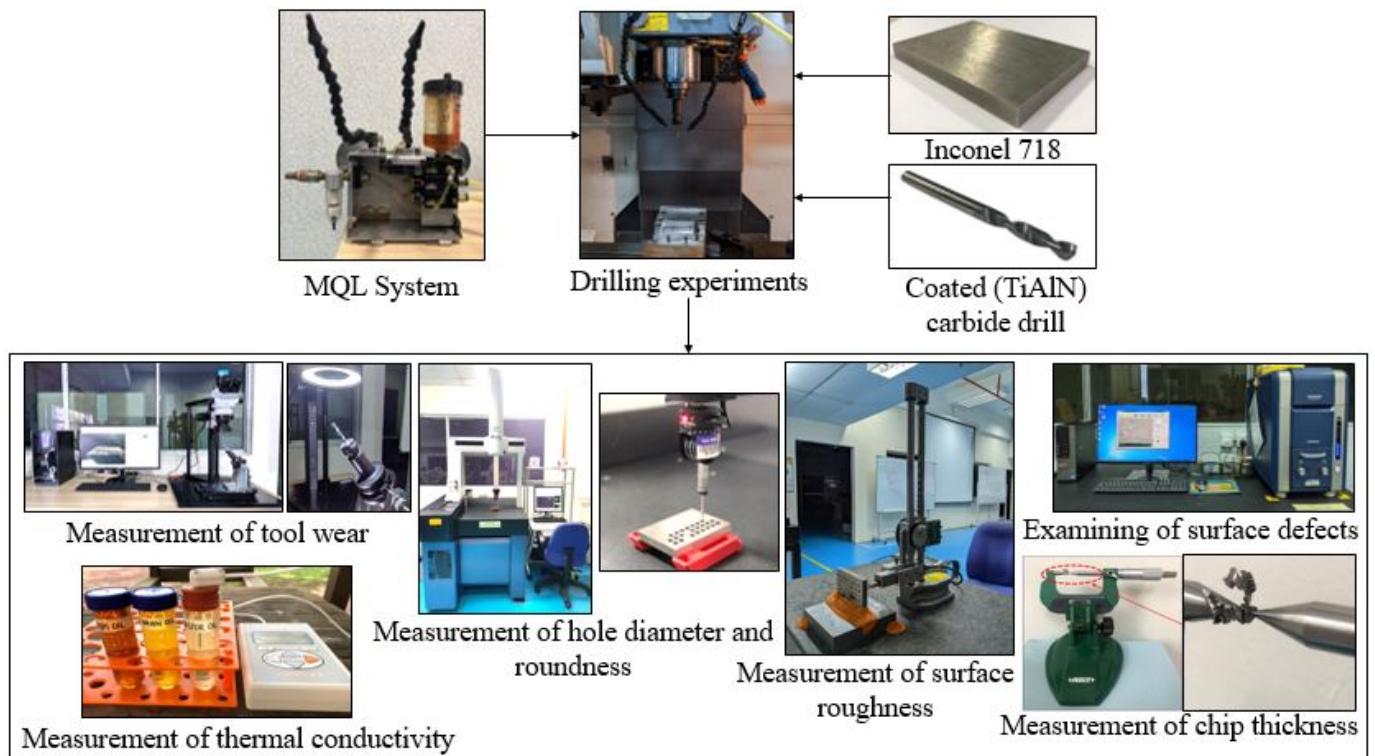 Inconel 718
MQL System
Drilling experiments
Coated (TiAlN)
carbide drill
Measurement of tool wear
Examining of surface defects
Measurement of hole diameter and
roundness
Measurement of surface
roughness
Measurement of thermal conductivity
Measurement of chip thickness